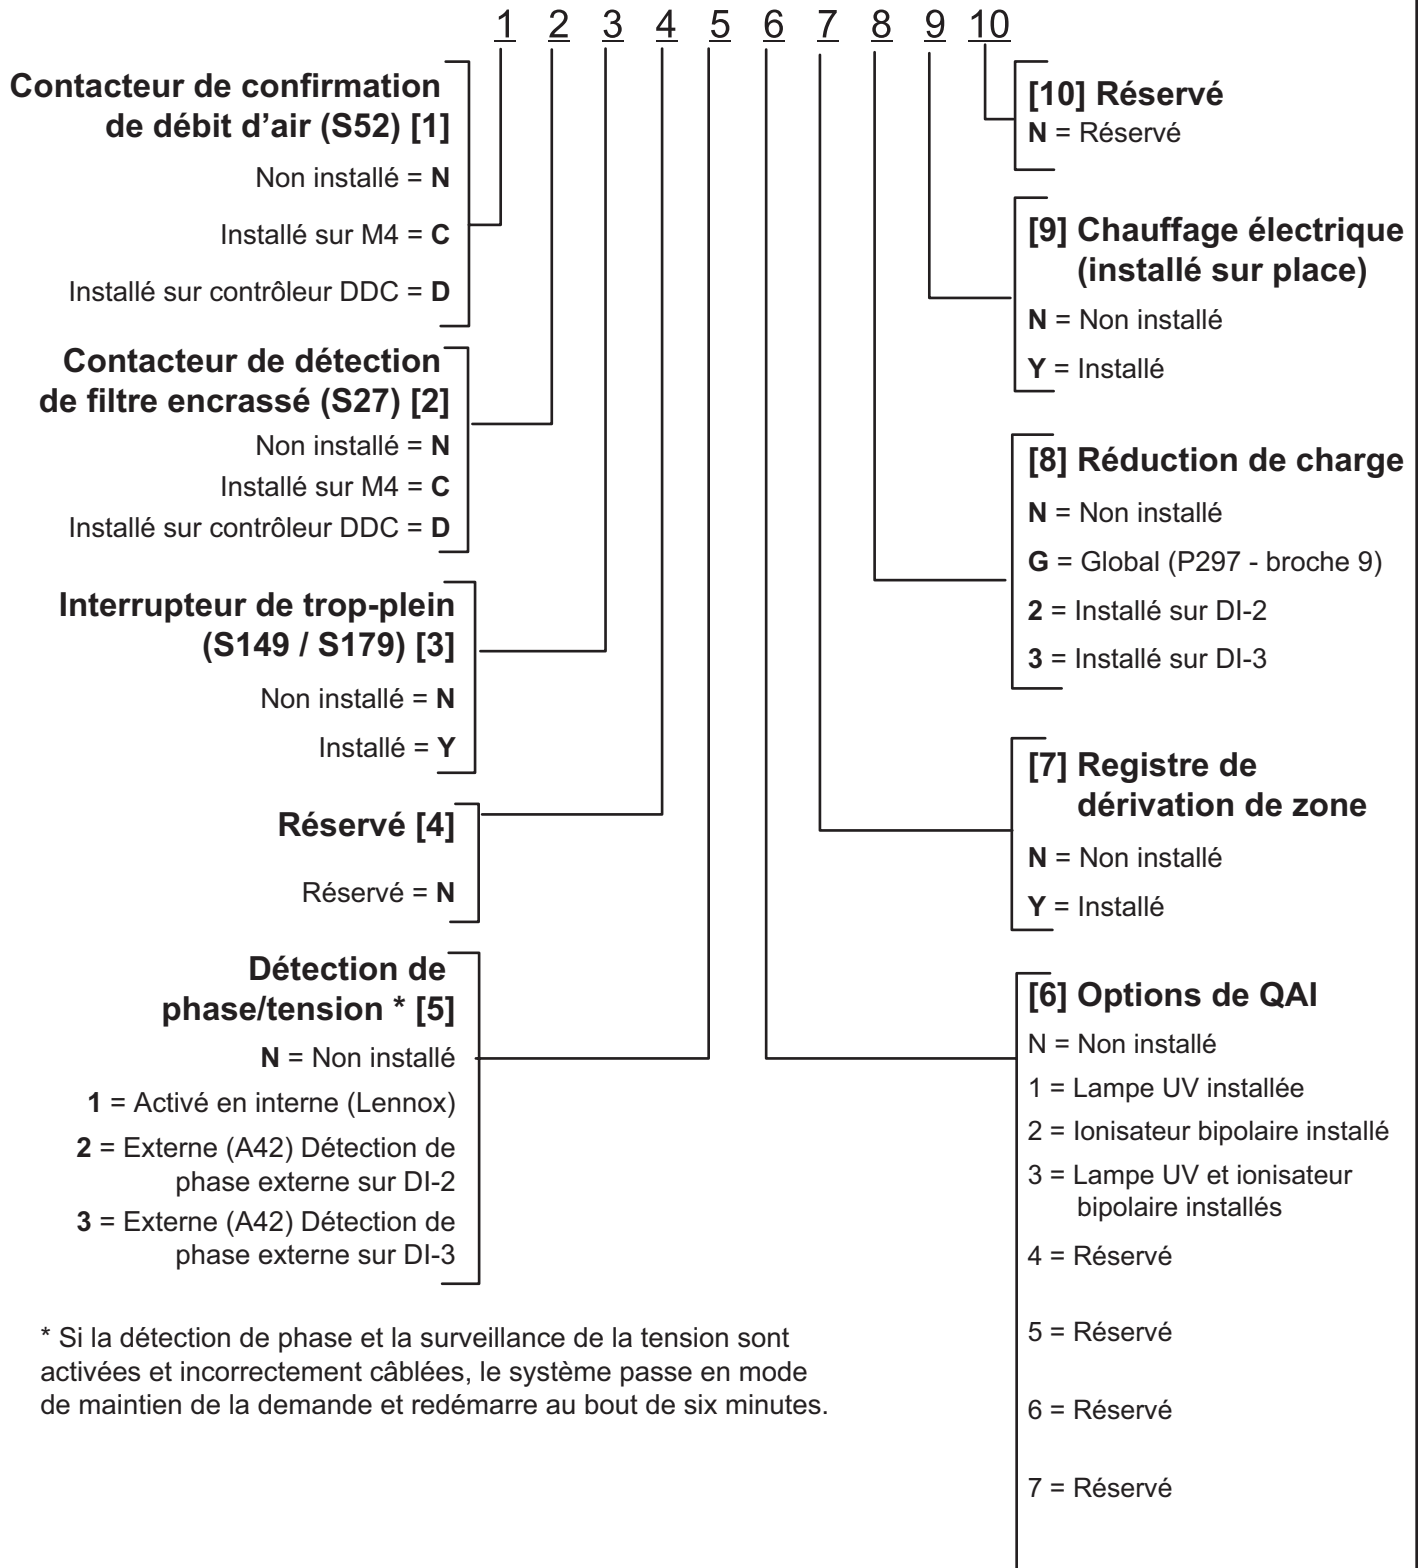 1 2 3 4 5 6 7 8 9 10
Contacteur de confirmation
de débit d'air (S52) [1]
Non installé = N
Installé sur M4 = C
Installé sur contrôleur DDC = D
Contacteur de détection
de filtre encrassé (S27) [2]
Non installé = N
Installé sur M4 = C
Installé sur contrôleur DDC = D
Interrupteur de trop-plein
(S149 / S179) [3]
Non installé = N
Installé = Y
Réservé [4]
Réservé = N
Détection de
phase/tension * [5]
N = Non installé
1 = Activé en interne (Lennox)
2 = Externe (A42) Détection de
phase externe sur DI-2
3 = Externe (A42) Détection de
phase externe sur DI-3
* Si la détection de phase et la surveillance de la tension sont
activées et incorrectement câblées, le système passe en mode
de maintien de la demande et redémarre au bout de six minutes.
[10] Réservé
N = Réservé
[9] Chauffage électrique
(installé sur place)
N = Non installé
Y = Installé
[8] Réduction de charge
N = Non installé
G = Global (P297 - broche 9)
2 = Installé sur DI-2
3 = Installé sur DI-3
[7] Registre de
dérivation de zone
N = Non installé
Y = Installé
[6] Options de QAI
N = Non installé
1 = Lampe UV installée
2 = Ionisateur bipolaire installé
3 = Lampe UV et ionisateur
bipolaire installés
4 = Réservé
5 = Réservé
6 = Réservé
7 = Réservé